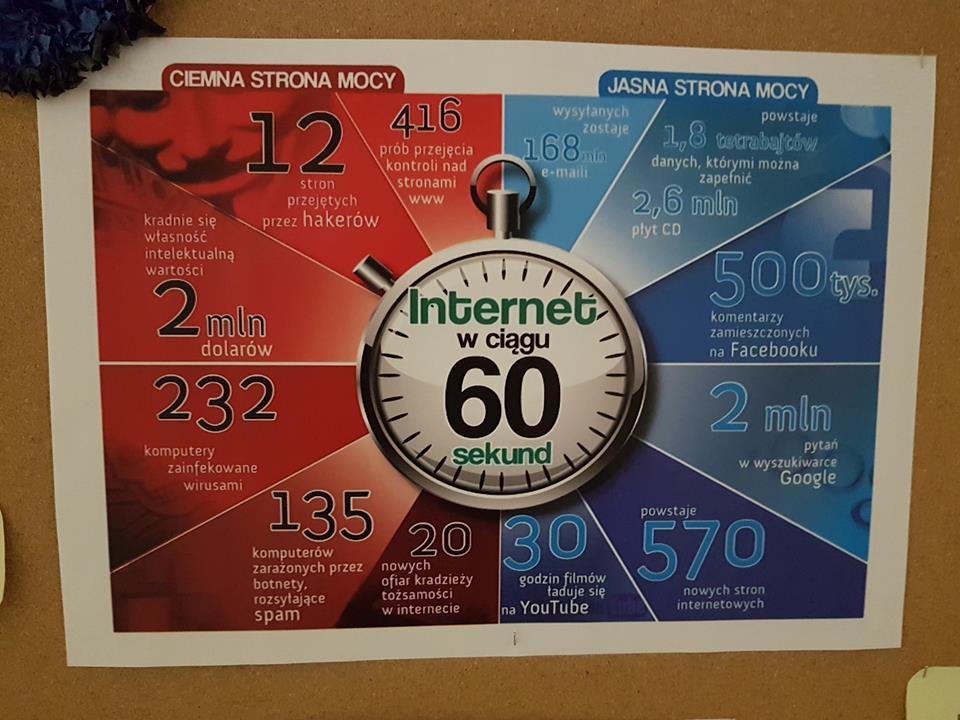 CIEMNA STRONA MOCY
12
stron
przejętych
przez hakerów
416
prób przejęcia
kontroli nad
stronami
www
kradnie się
własność
intelektualną
wartości
2 mln
dolarów
232
komputery
zainfekowane
wirusami
135
komputerów
zarażonych przez
botnety,
rozsyłające
spam
20
nowych
ofiar kradzieży
tożsamości
w internecie
Internet
w ciągu
60
sekund
JASNA STRONA MOCY
wysyłanych
zostaje
168 mln
e-maili
powstaje
1,8 tetrabajtów
danych, którymi można
zapełnić
2,6 mln
płyt CD
500 tys.
komentarzy
zamieszczonych
na Facebooku
2 mln
pytań
w wyszukiwarce
Google
powstaje
570
nowych stron
internetowych
30
godzin filmów
ładuje się
na YouTube